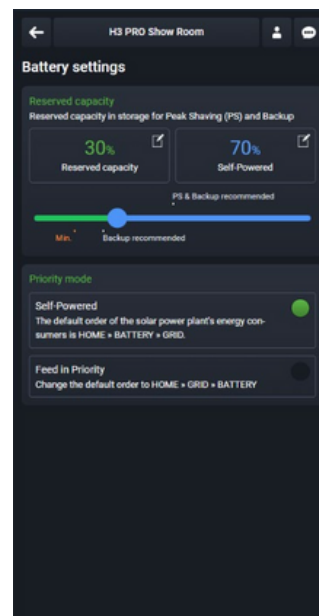 H3 PRO Show Room
Battery settings
Reserved capacity
Reserved capacity in storage for Peak Shaving (PS) and Backup
30%
Reserved capacity
70%
Self-Powered
PS & Backup recommended
Min.
Backup recommended
Priority mode
Self-Powered
The default order of the solar power plant's energy con-
sumers is HOME » BATTERY » GRID.
Feed in Priority
Change the default order to HOME » GRID » BATTERY